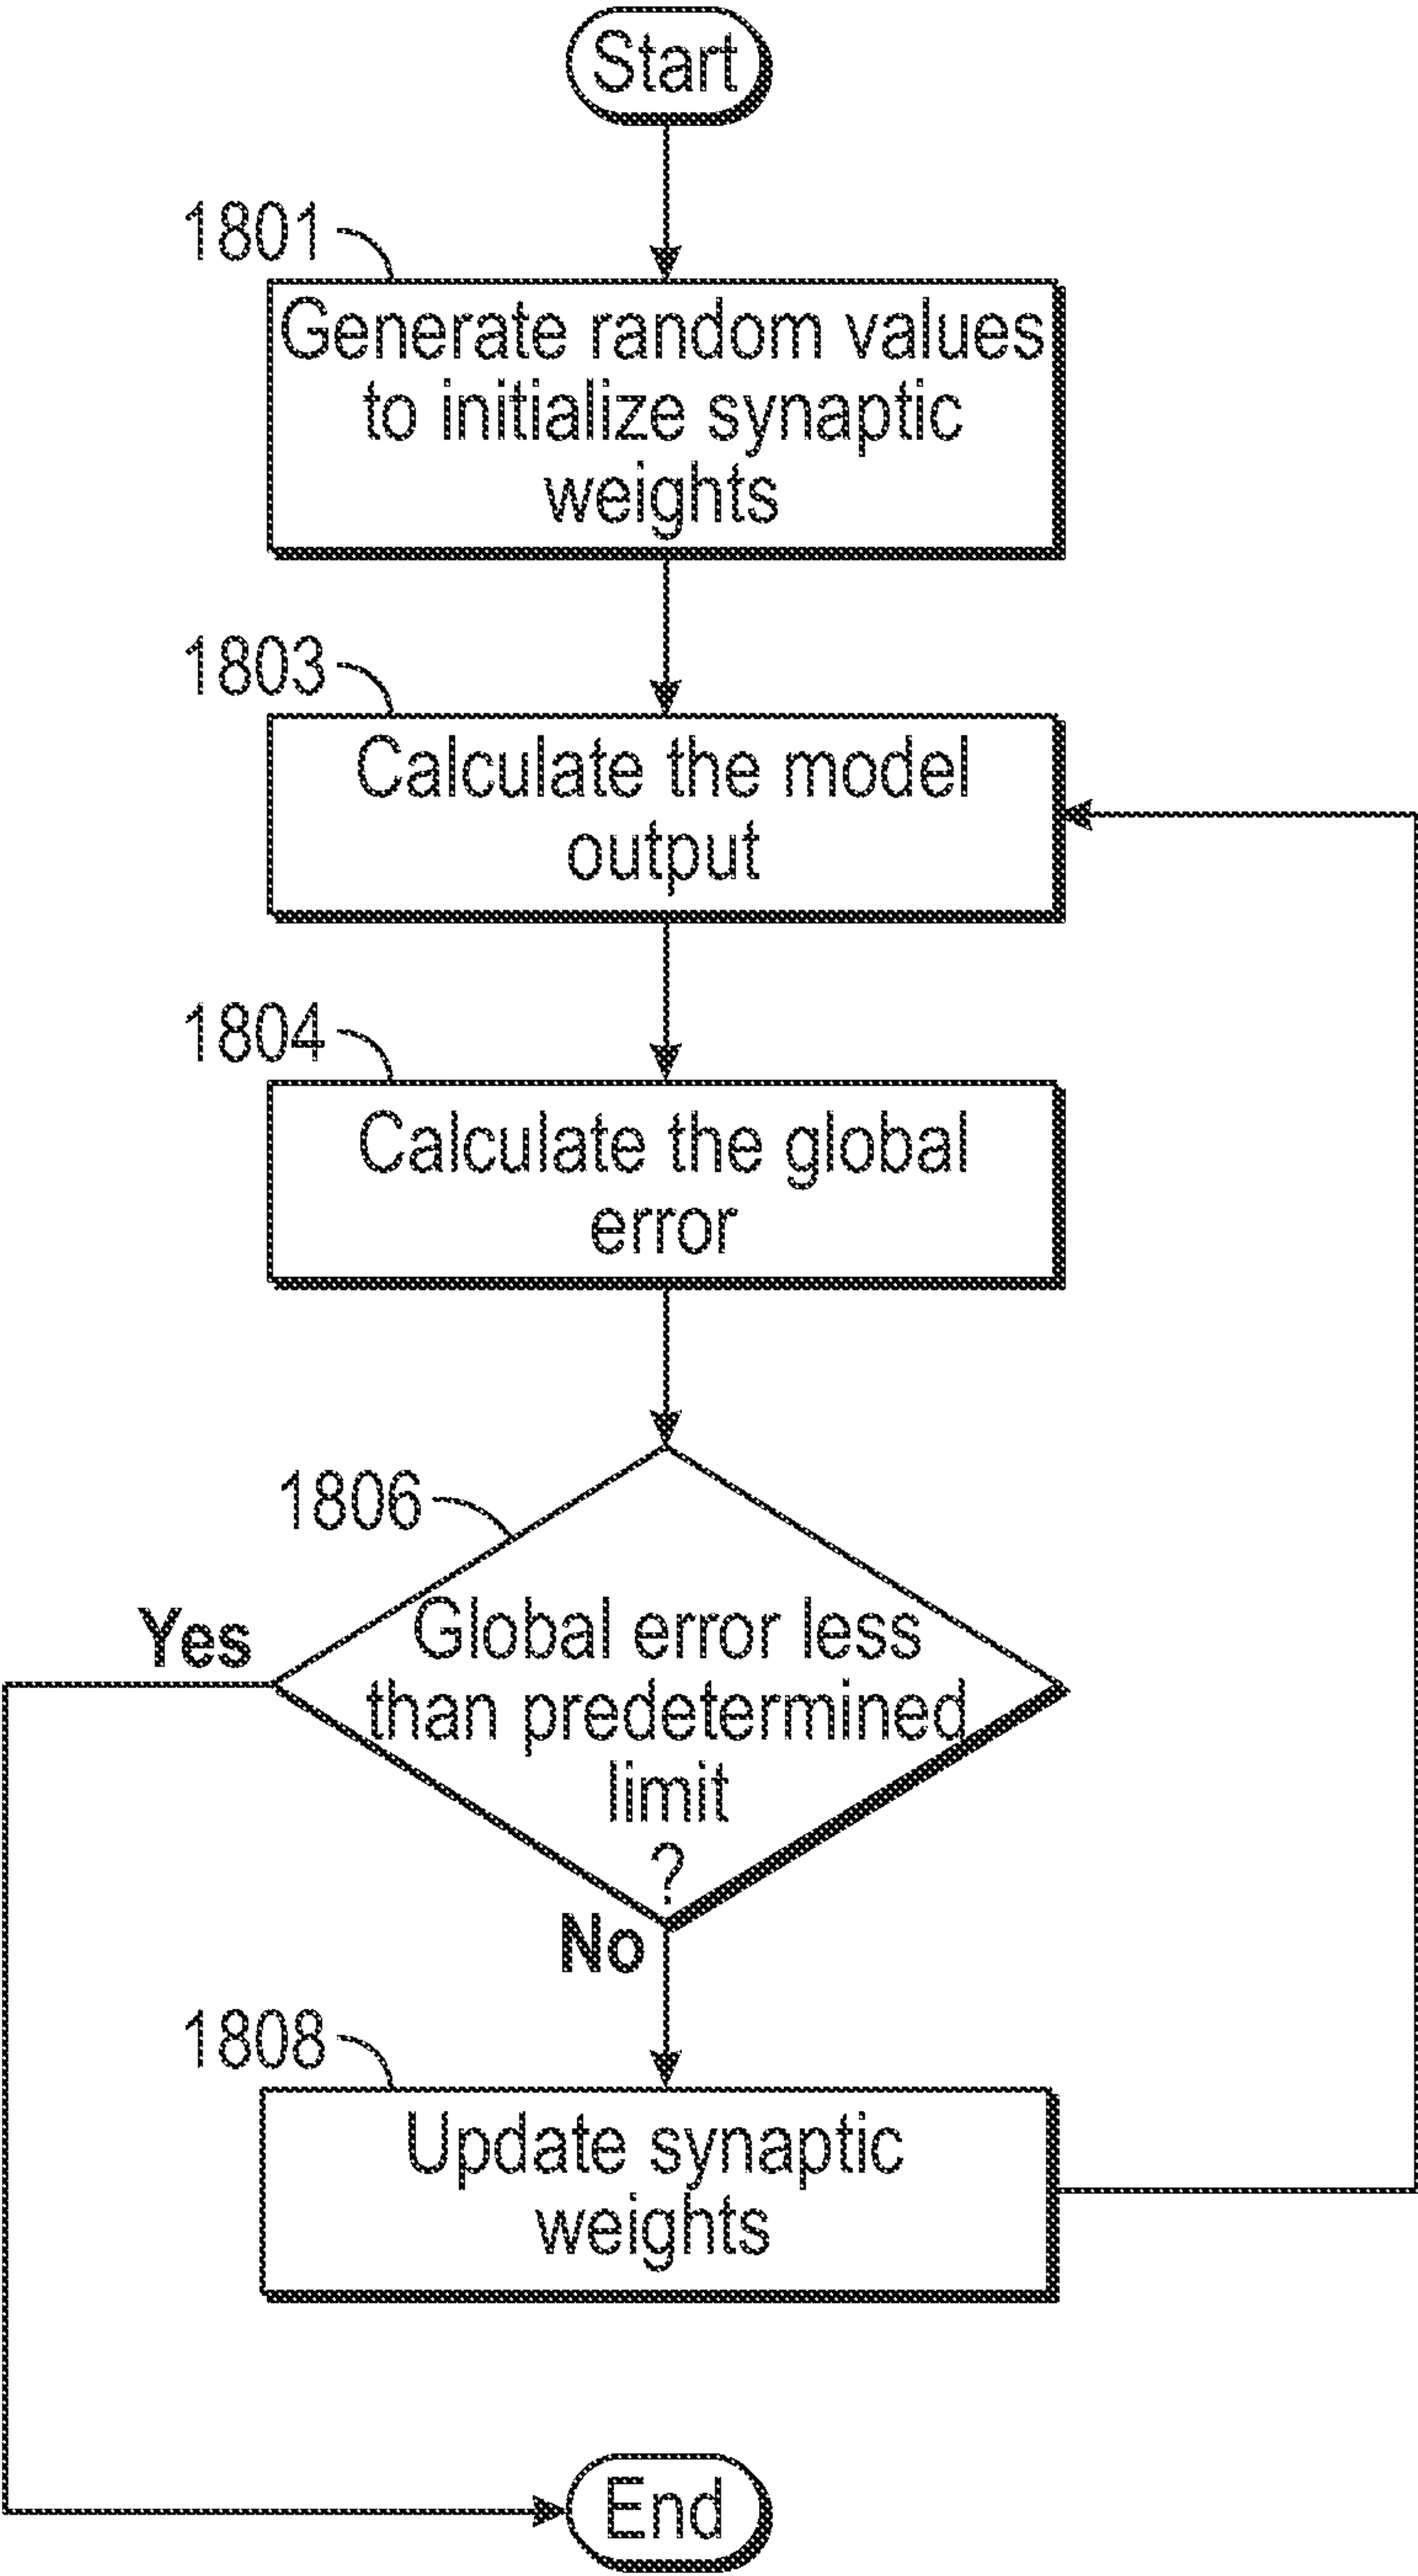 Start
1801
Generate random values
to initialize synaptic
weights
1803
Calculate the model
output
1804
Calculate the global
error
1806
Yes
Global error less
than predetermined
limit
?
No
1808
Update synaptic
weights
End